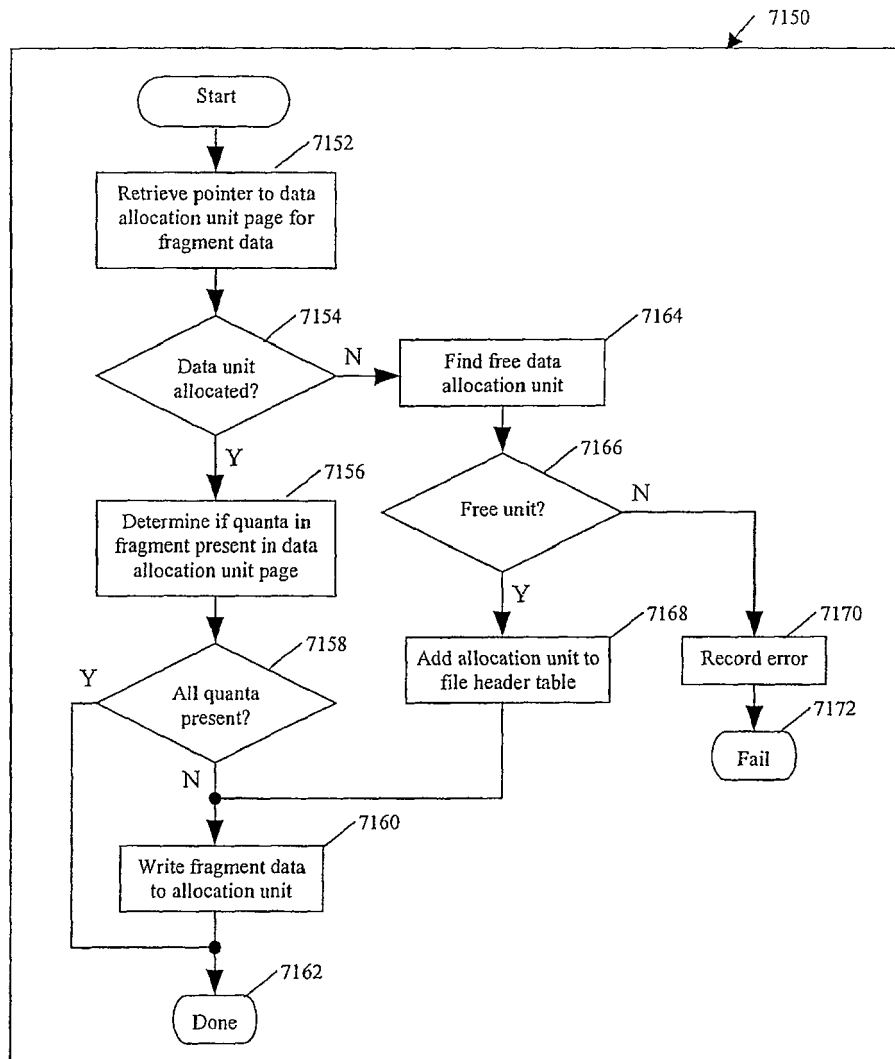 7150
Start
7152
Retrieve pointer to data
allocation unit page for
fragment data
7154
Data unit
allocated?
N
Y
7164
Find free data
allocation unit
7156
Determine if quanta in
fragment present in data
allocation unit page
7166
Free unit?
N
Y
7158
All quanta
present?
Y
N
7168
Add allocation unit to
file header table
7170
Record error
7172
Fail
7160
Write fragment data
to allocation unit
7162
Done